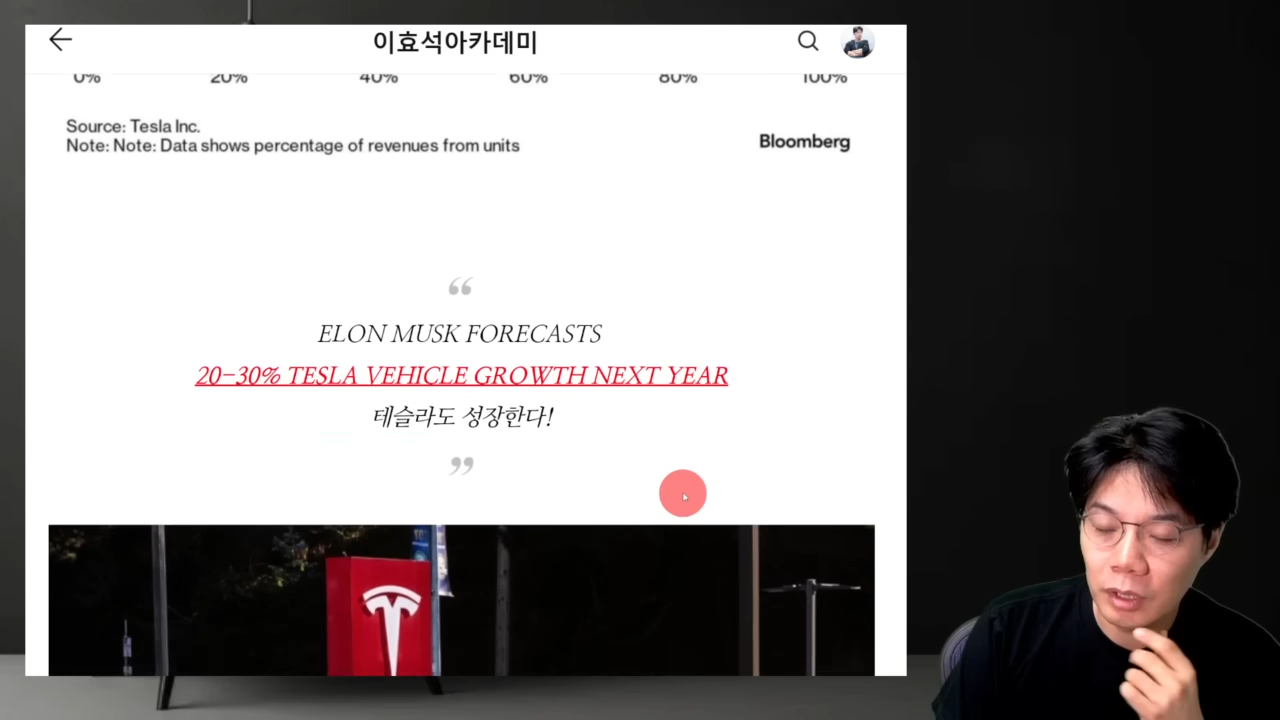 이효석아카데미
0% 20% 40% 60% 80% 100%
Source: Tesla Inc.
Note: Note: Data shows percentage of revenues from units
Bloomberg
“
ELON MUSK FORECASTS
20-30% TESLA VEHICLE GROWTH NEXT YEAR
테슬라도 성장한다!
”